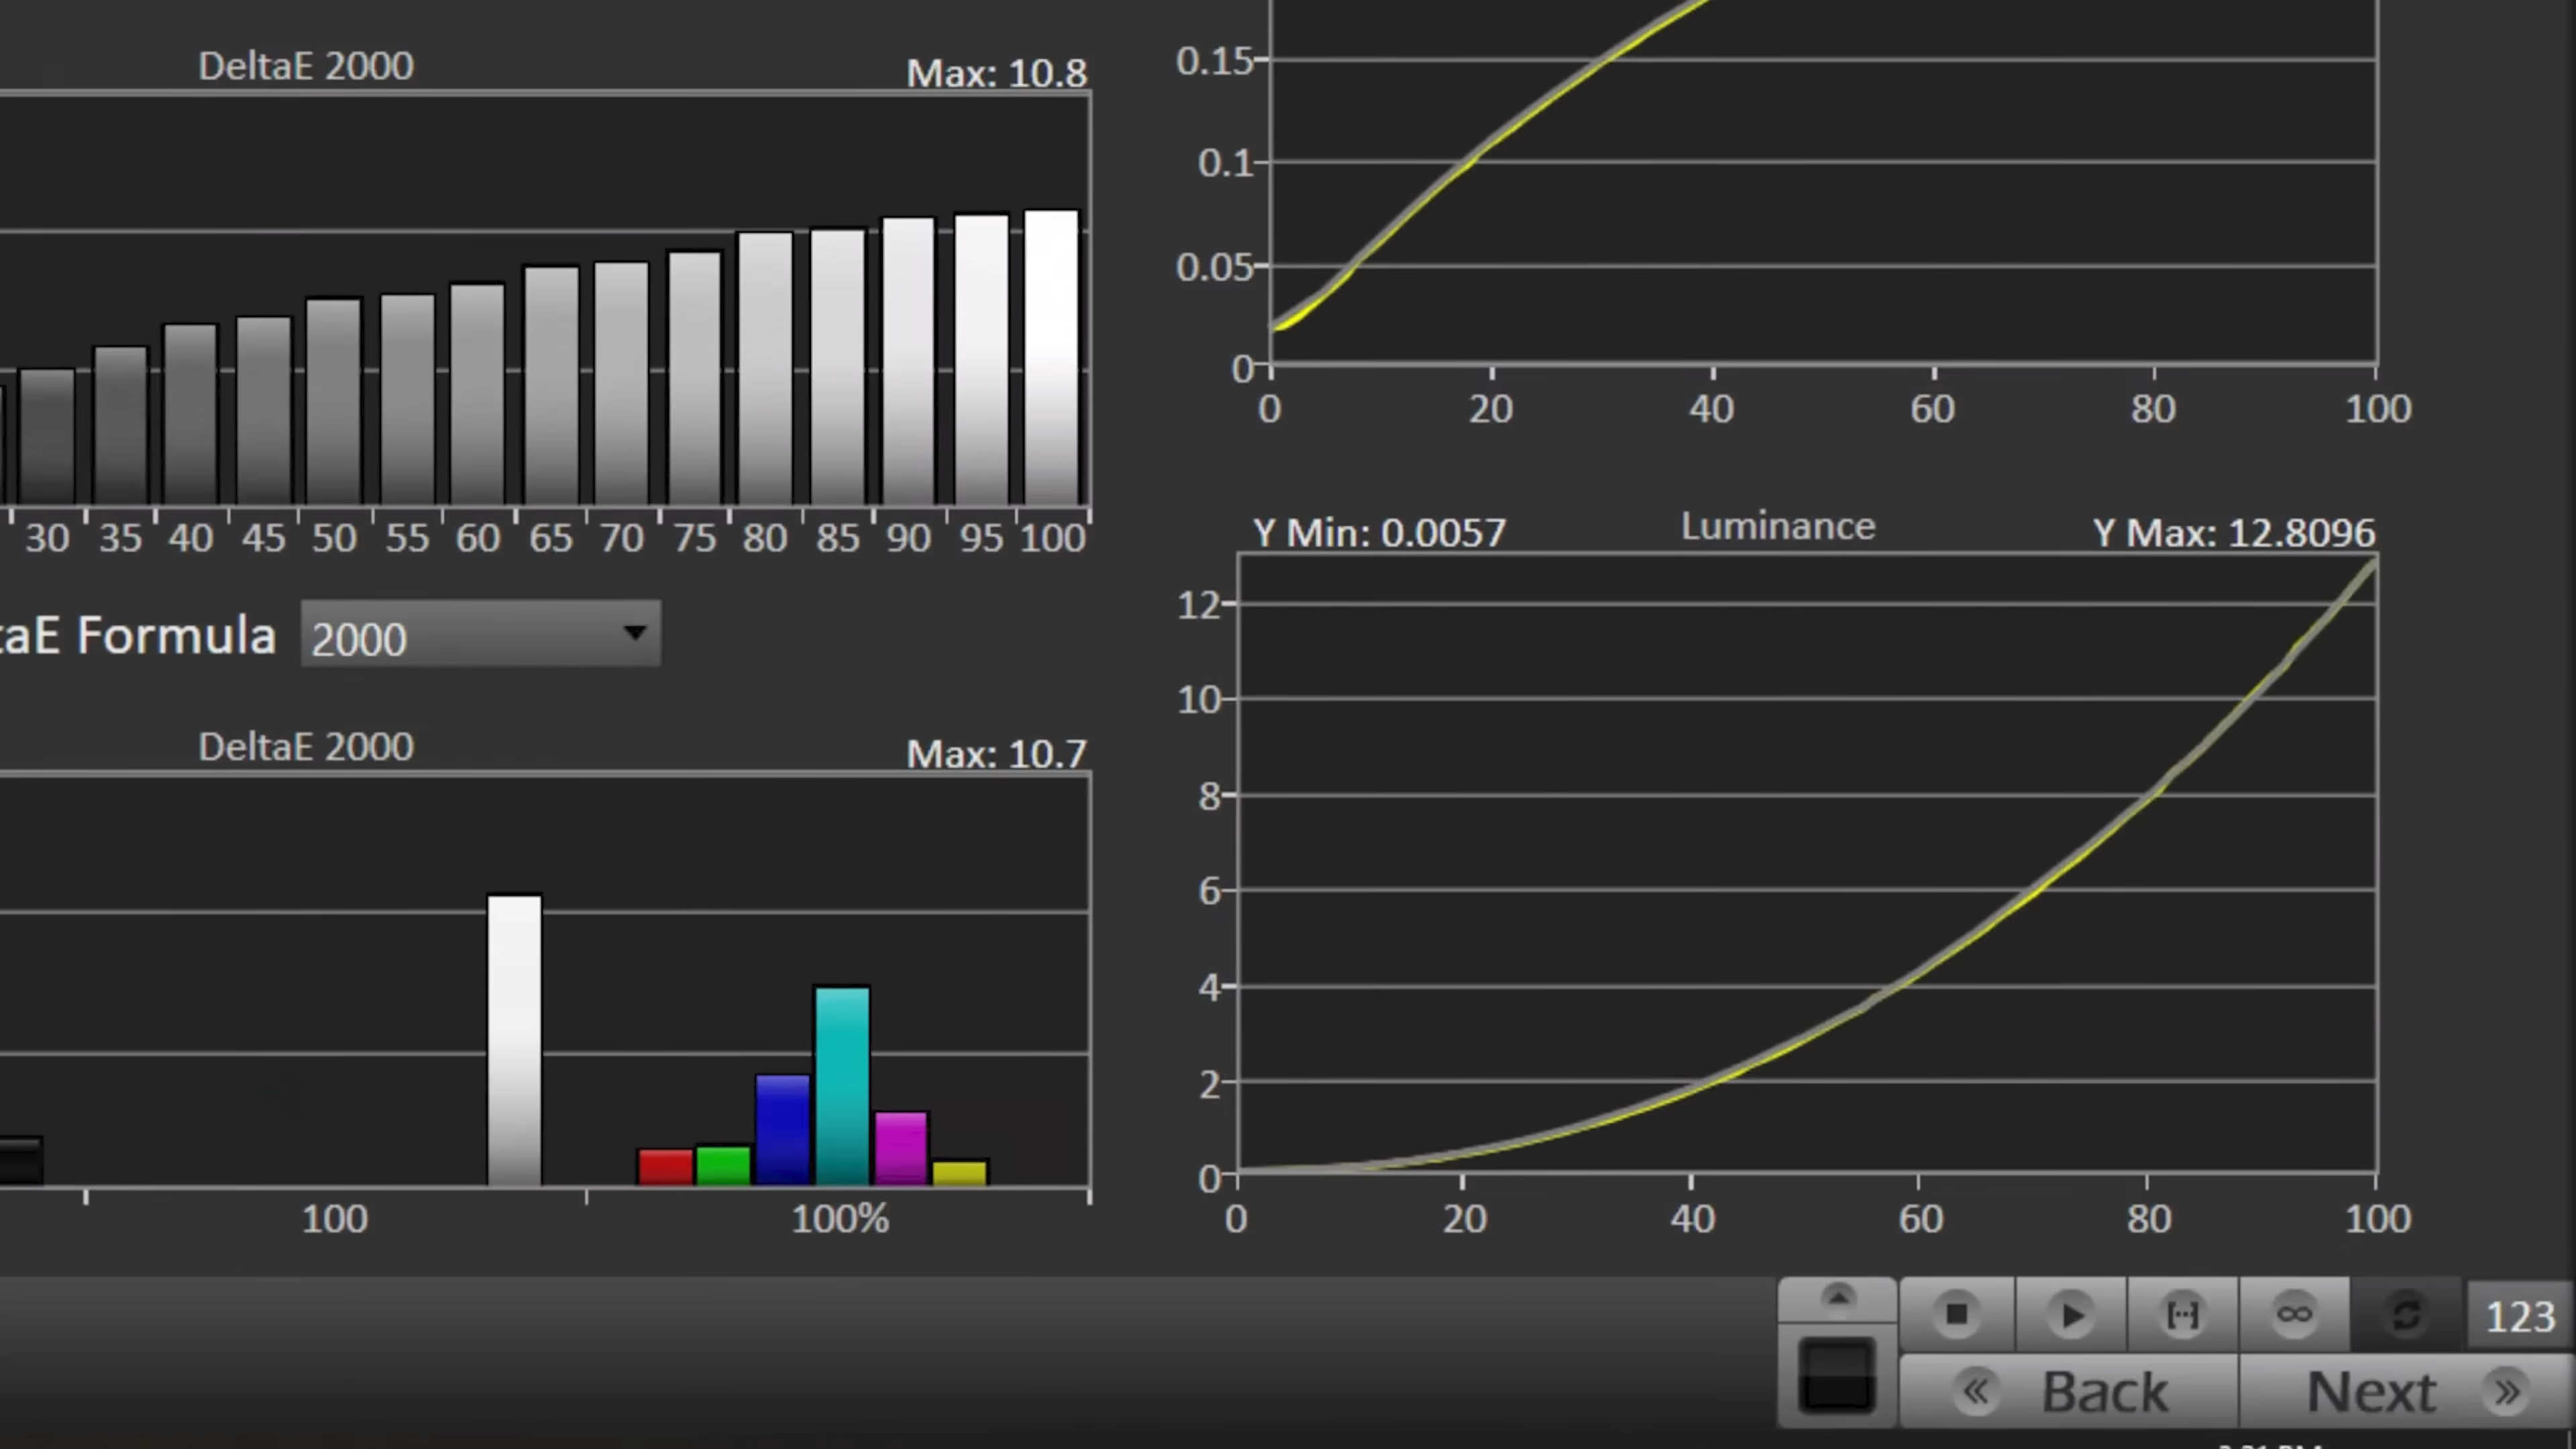 DeltaE 2000
Max: 10.8
30 35 40 45 50 55 60 65 70 75 80 85 90 95 100
taE Formula
2000
DeltaE 2000
Max: 10.7
100
100%
0.15
0.1
0.05
0
0 20 40 60 80 100
Y Min: 0.0057
Luminance
Y Max: 12.8096
12
10
8
6
4
2
0
0 20 40 60 80 100
123
Back
Next